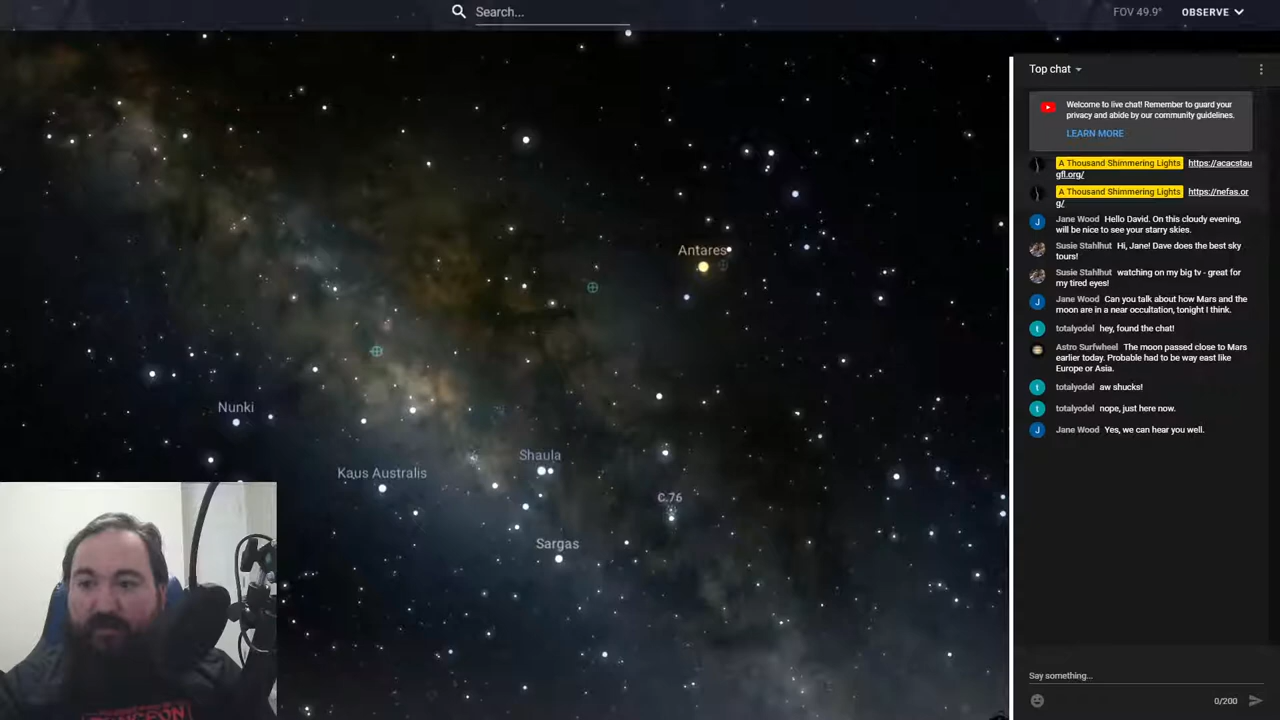 Search...
FOV 49.9°
OBSERVE
Antares
Nunki
Kaus Australis
Shaula
C.76
Sargas
Top chat
Welcome to live chat! Remember to guard your
privacy and abide by our community guidelines.
LEARN MORE
A Thousand Shimmering Lights https://acacstau
gfl.org/
A Thousand Shimmering Lights https://nefas.or
g/
Jane Wood Hello David. On this cloudy evening,
will be nice to see your starry skies.
Susie Stahlhut Hi, Jane! Dave does the best sky
tours!
Susie Stahlhut watching on my big tv - great for
my tired eyes!
Jane Wood Can you talk about how Mars and the
moon are in a near occultation, tonight I think.
totalyodel hey, found the chat!
Astro Surfwheel The moon passed close to Mars
earlier today. Probable had to be way east like
Europe or Asia.
totalyodel aw shucks!
totalyodel nope, just here now.
Jane Wood Yes, we can hear you well.
Say something...
0/200